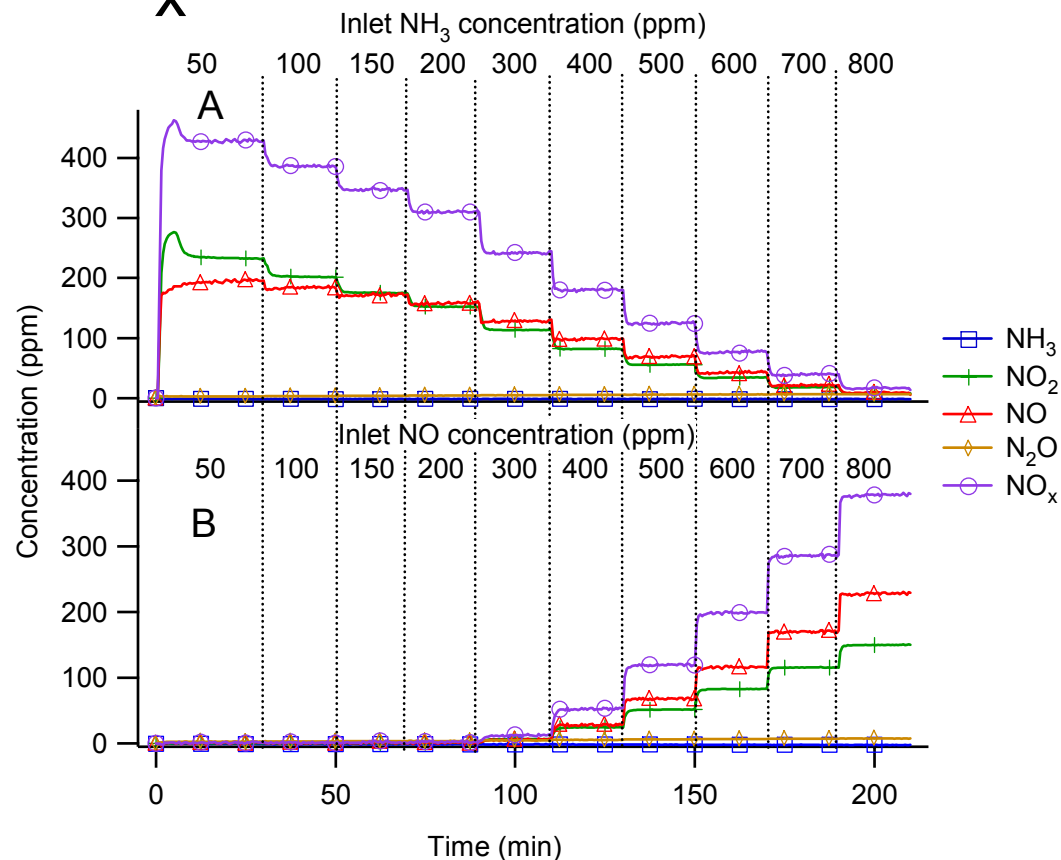 X
Inlet NH₃ concentration (ppm)
50 100 150 200 300 400 500 600 700 800
A
400
300
200
100
0
Inlet NO concentration (ppm)
50 100 150 200 300 400 500 600 700 800
B
400
300
200
100
0
0 50 100 150 200
Time (min)
Concentration (ppm)
NH₃
NO₂
NO
N₂O
NOₓ